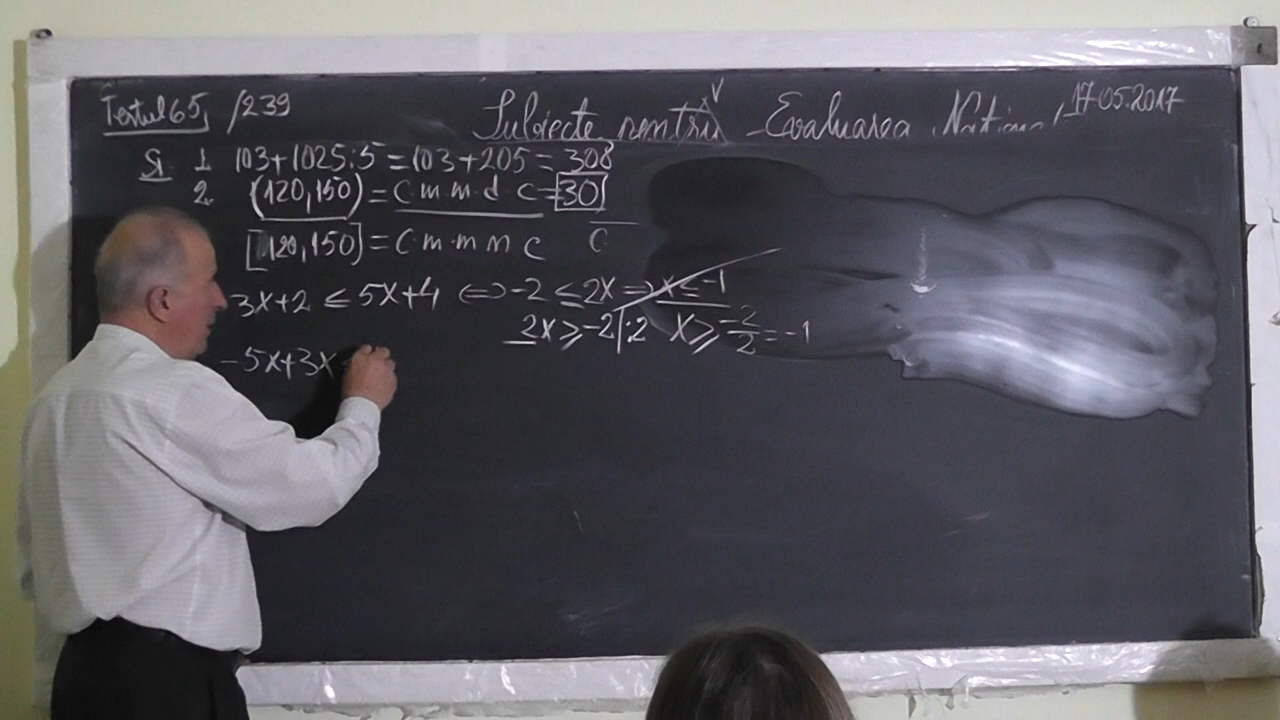 Testul 65, /239
Subiecte pentru Evaluarea Națion 17.05.2017
SI 1. 103+1025:5=103+205=308
2. (120,150)=C.m.m.d.c=30
[120,150]=C.m.m.m.c C
3x+2 ≤ 5x+4 ⇔ -2 ≤ 2x ⇒ x ≤ -1
2x ≥ -2 |:2 x ≥ -2/2 = -1
-5x+3x